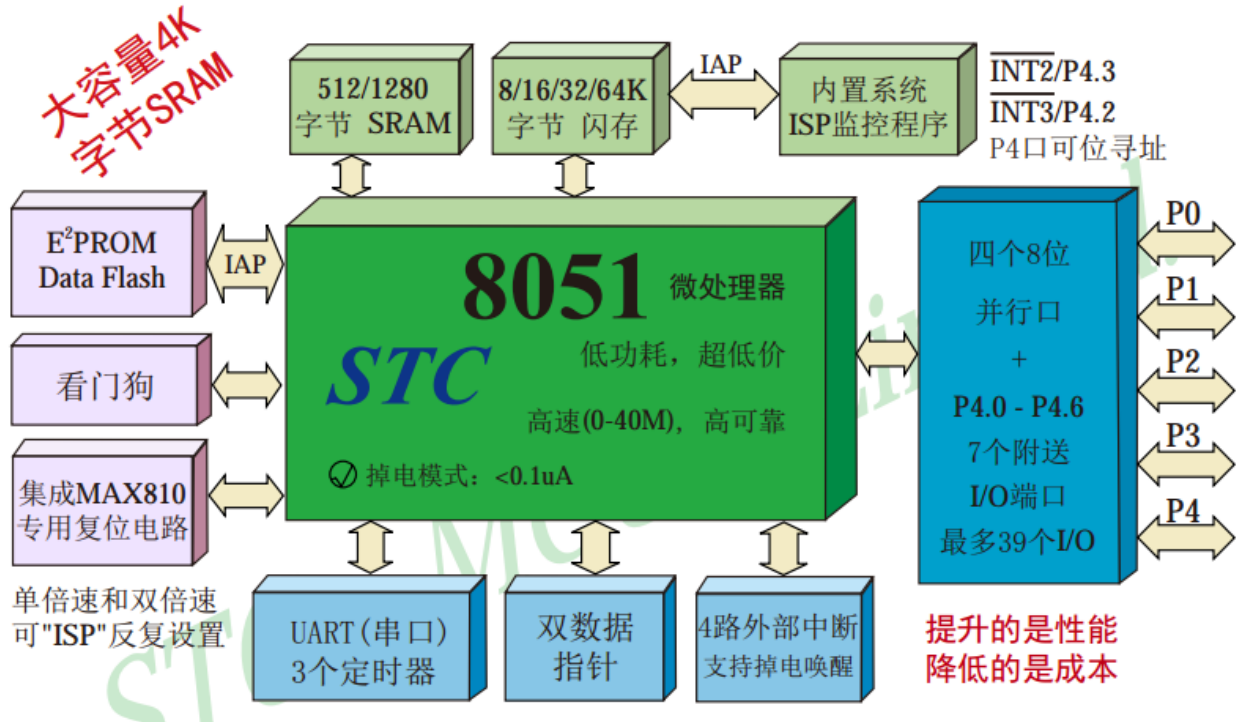 大容量4K
字节SRAM
512/1280
字节 SRAM
8/16/32/64K
字节 闪存
IAP
内置系统
ISP监控程序
INT2/P4.3
INT3/P4.2
P4口可位寻址
E²PROM
Data Flash
IAP
看门狗
集成MAX810
专用复位电路
单倍速和双倍速
可"ISP"反复设置
8051 微处理器
STC
低功耗，超低价
高速(0-40M)，高可靠
掉电模式：<0.1uA
四个8位
并行口
+
P4.0 - P4.6
7个附送
I/O端口
最多39个I/O
P0
P1
P2
P3
P4
UART(串口)
3个定时器
双数据
指针
4路外部中断
支持掉电唤醒
提升的是性能
降低的是成本
STC MCU Limited.